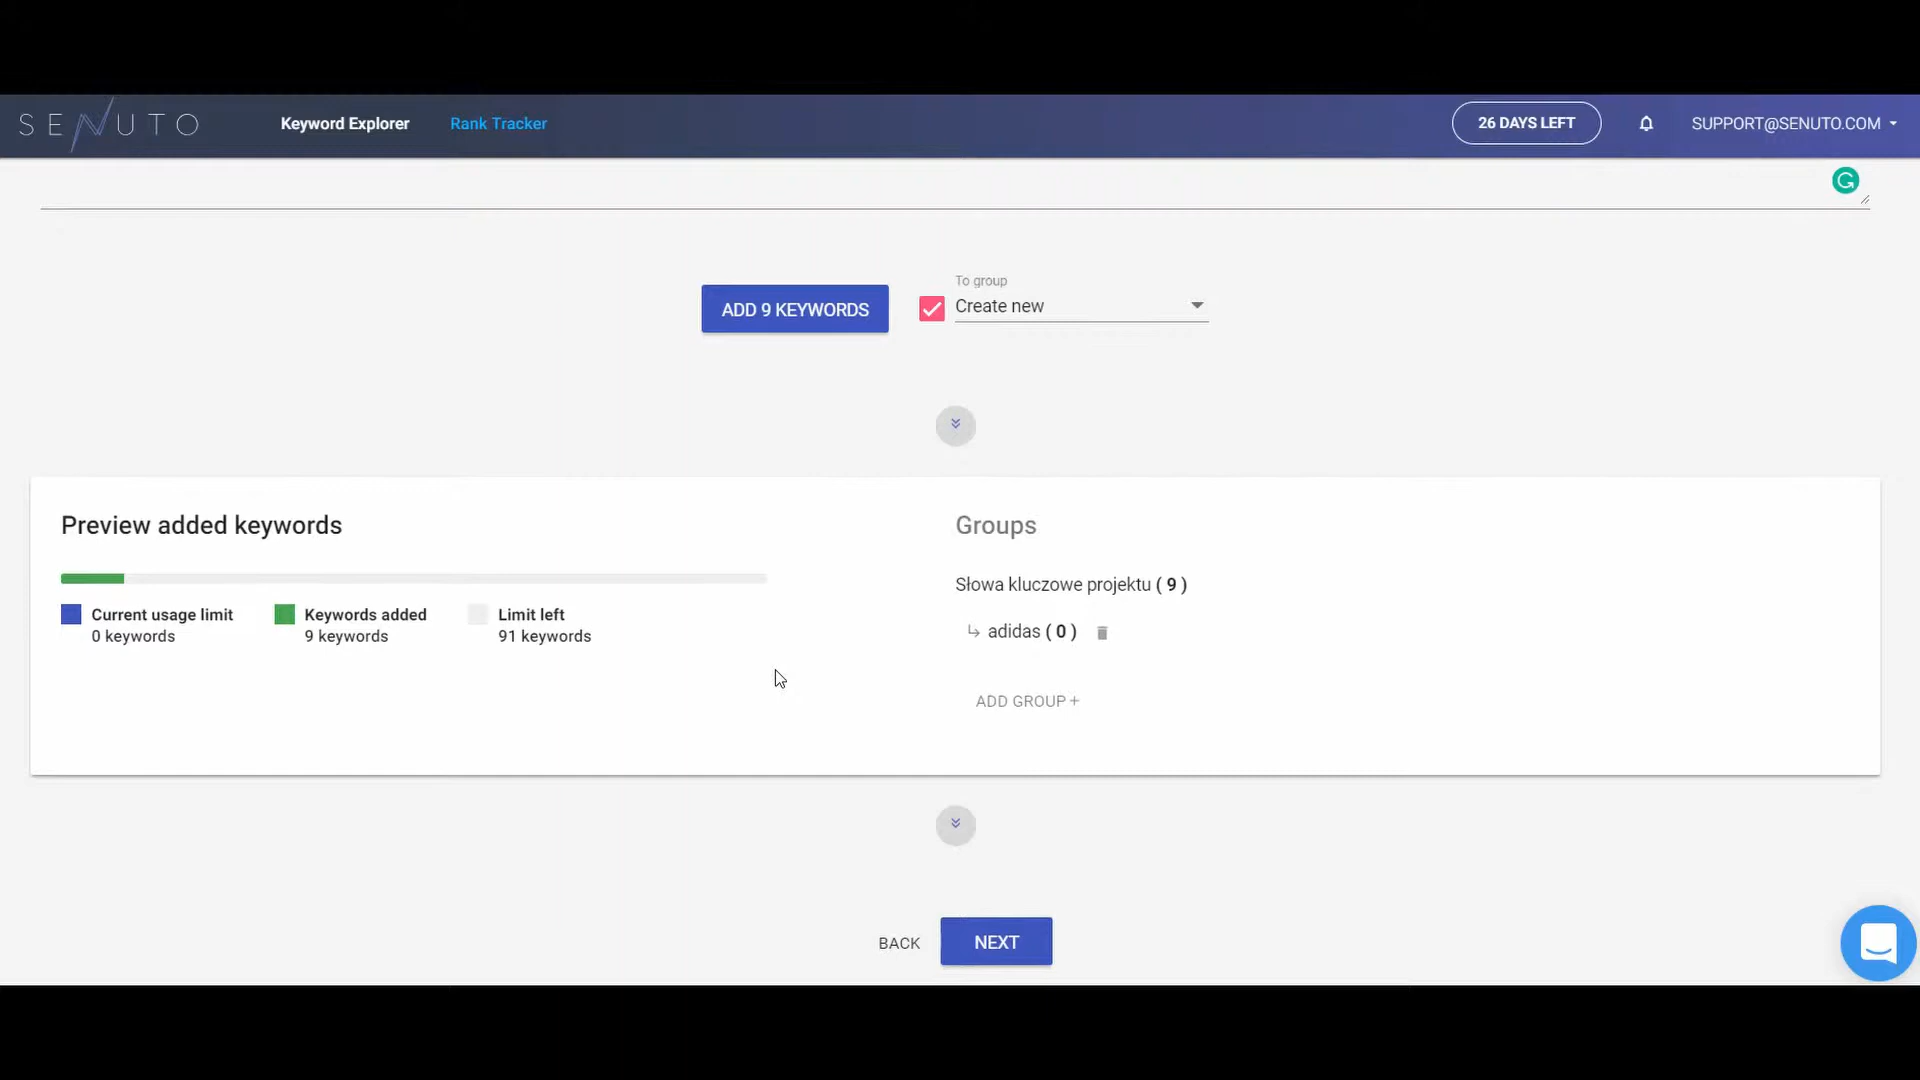 SENUTO
Keyword Explorer
Rank Tracker
26 DAYS LEFT
SUPPORT@SENUTO.COM
To group
ADD 9 KEYWORDS
Create new
Preview added keywords
Current usage limit
0 keywords
Keywords added
9 keywords
Limit left
91 keywords
Groups
Słowa kluczowe projektu ( 9 )
adidas ( 0 )
ADD GROUP +
BACK
NEXT